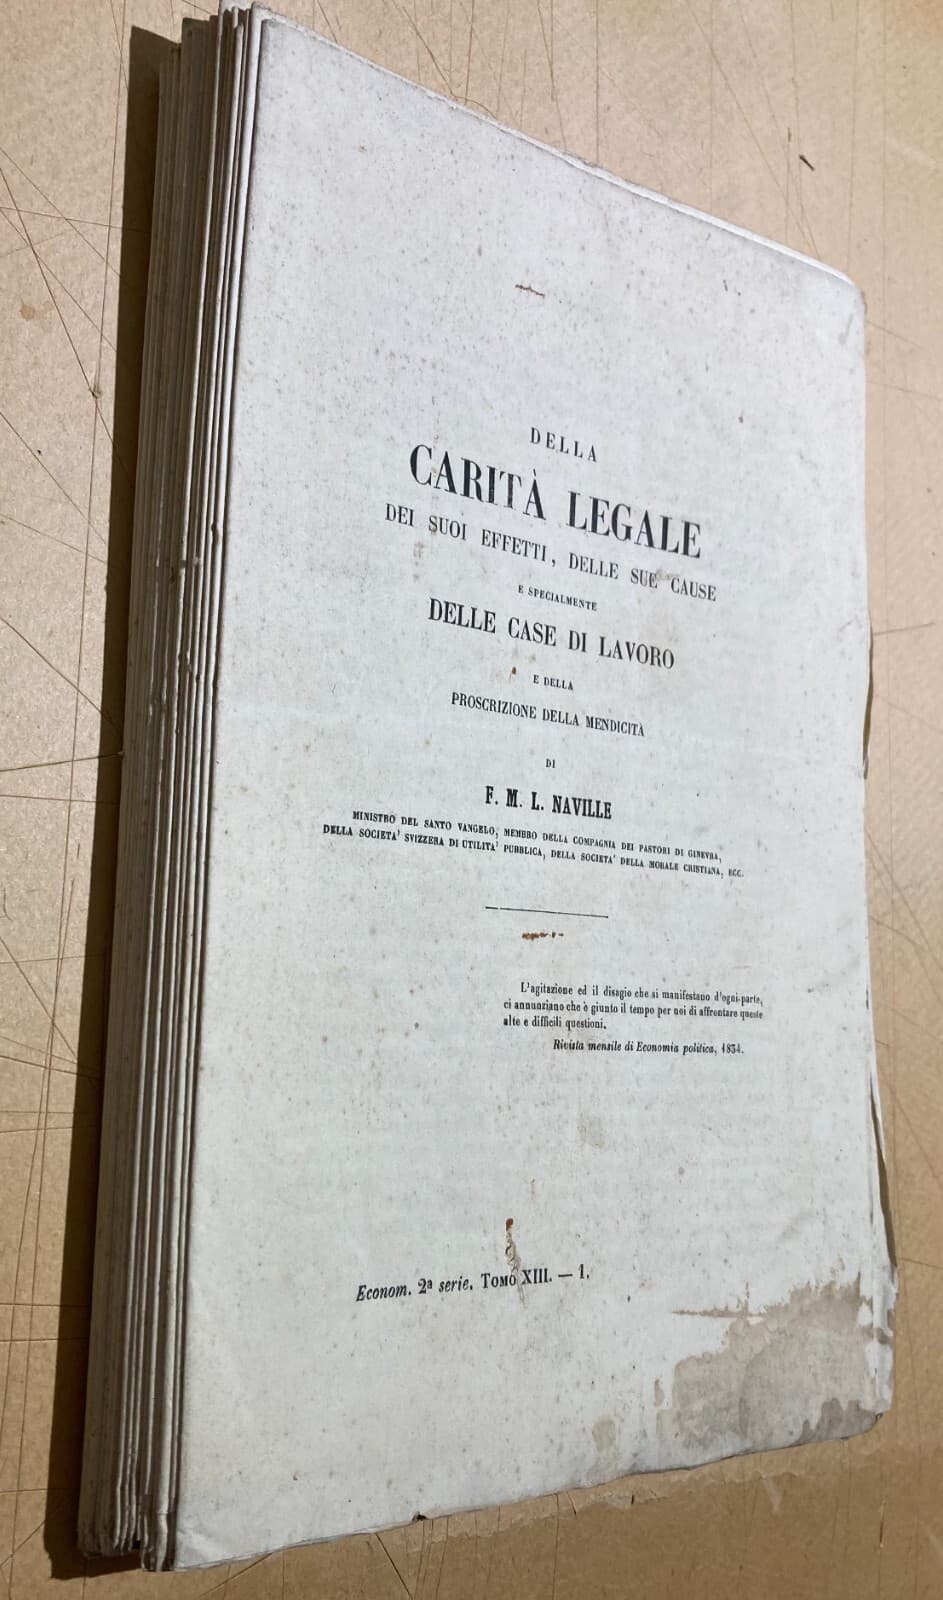 DELLA
CARITÀ LEGALE
DEI SUOI EFFETTI, DELLE SUE CAUSE
E SPECIALMENTE
DELLE CASE DI LAVORO
E DELLA
PROSCRIZIONE DELLA MENDICITÀ
DI
F. M. L. NAVILLE
MINISTRO DEL SANTO VANGELO, MEMBRO DELLA COMPAGNIA DEI PASTORI DI GINEVRA,
DELLA SOCIETA' SVIZZERA DI UTILITA' PUBBLICA, DELLA SOCIETA' DELLA MORALE CRISTIANA, ECC.
L'agitazione ed il disagio che si manifestano d'ogni parte,
ci annunziano che è giunto il tempo per noi di affrontare queste
alte e difficili questioni.
Rivista mensile di Economia politica, 1834.
Econom. 2ª serie. TOMO XIII. — 1.